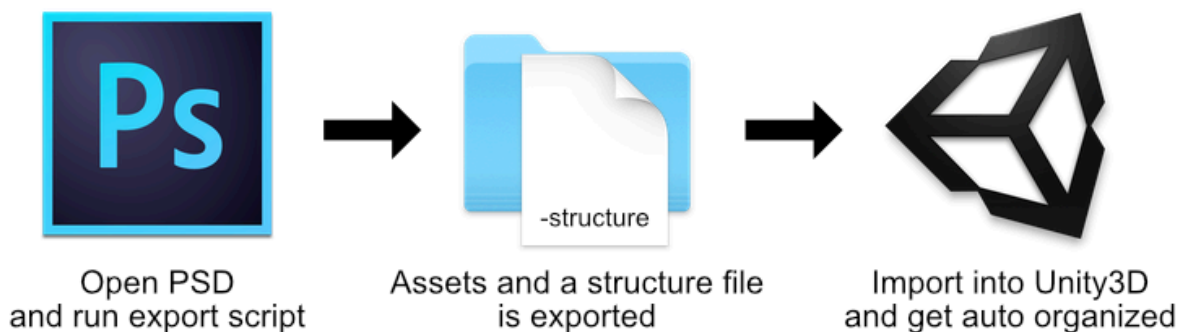 Ps
-structure
Open PSD
and run export script
Assets and a structure file
is exported
Import into Unity3D
and get auto organized